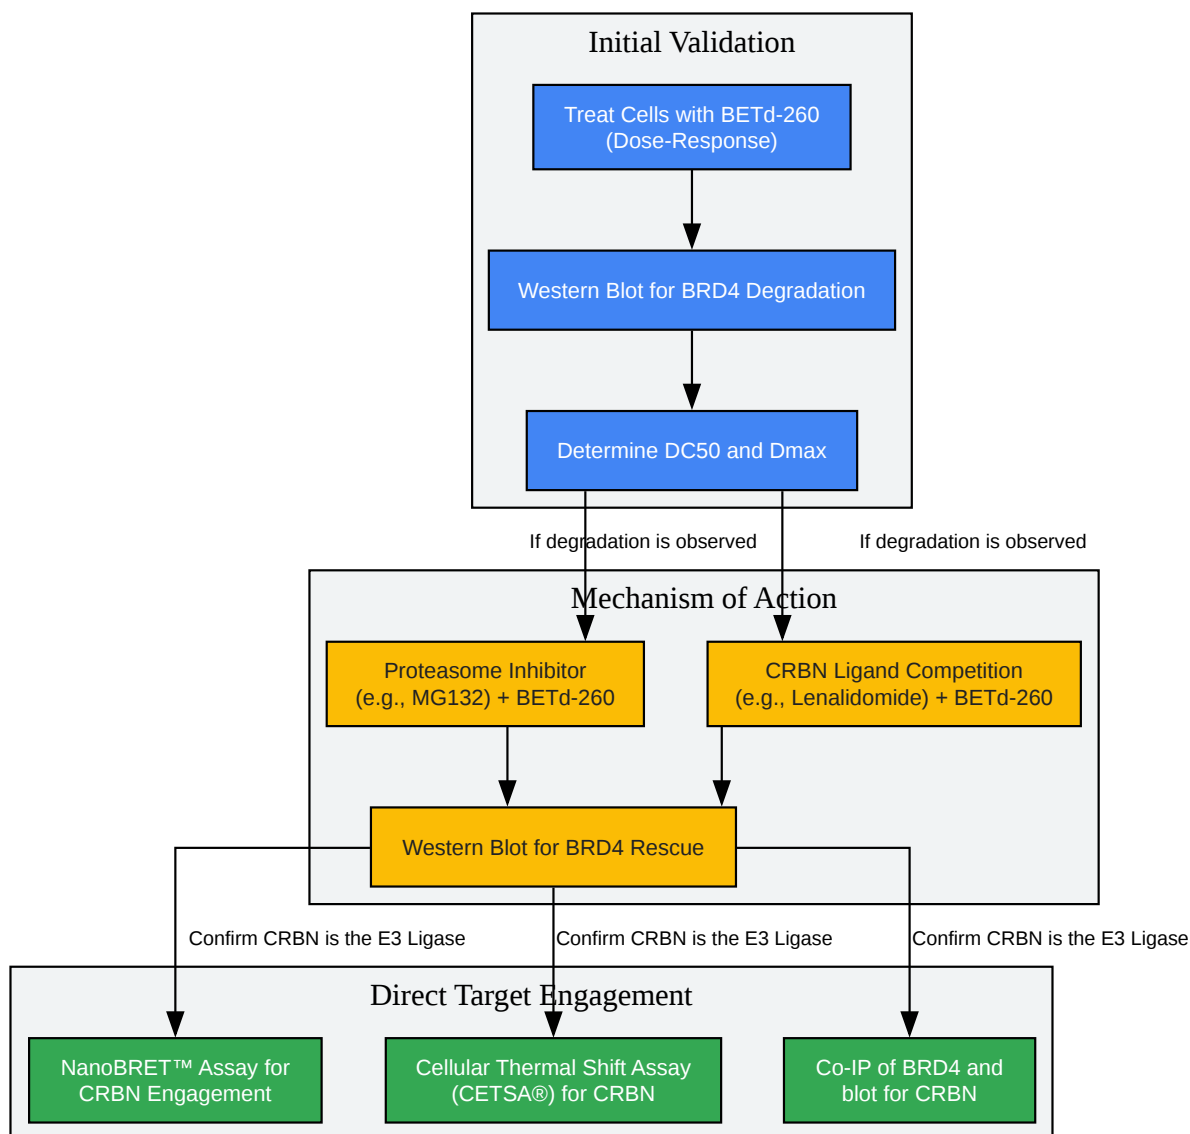 Initial Validation
Treat Cells with BETd-260
(Dose-Response)
Western Blot for BRD4 Degradation
Determine DC50 and Dmax
If degradation is observed
If degradation is observed
Mechanism of Action
Proteasome Inhibitor
(e.g., MG132) + BETd-260
CRBN Ligand Competition
(e.g., Lenalidomide) + BETd-260
Western Blot for BRD4 Rescue
Confirm CRBN is the E3 Ligase
Confirm CRBN is the E3 Ligase
Confirm CRBN is the E3 Ligase
Direct Target Engagement
NanoBRET™ Assay for
CRBN Engagement
Cellular Thermal Shift Assay
(CETSA®) for CRBN
Co-IP of BRD4 and
blot for CRBN